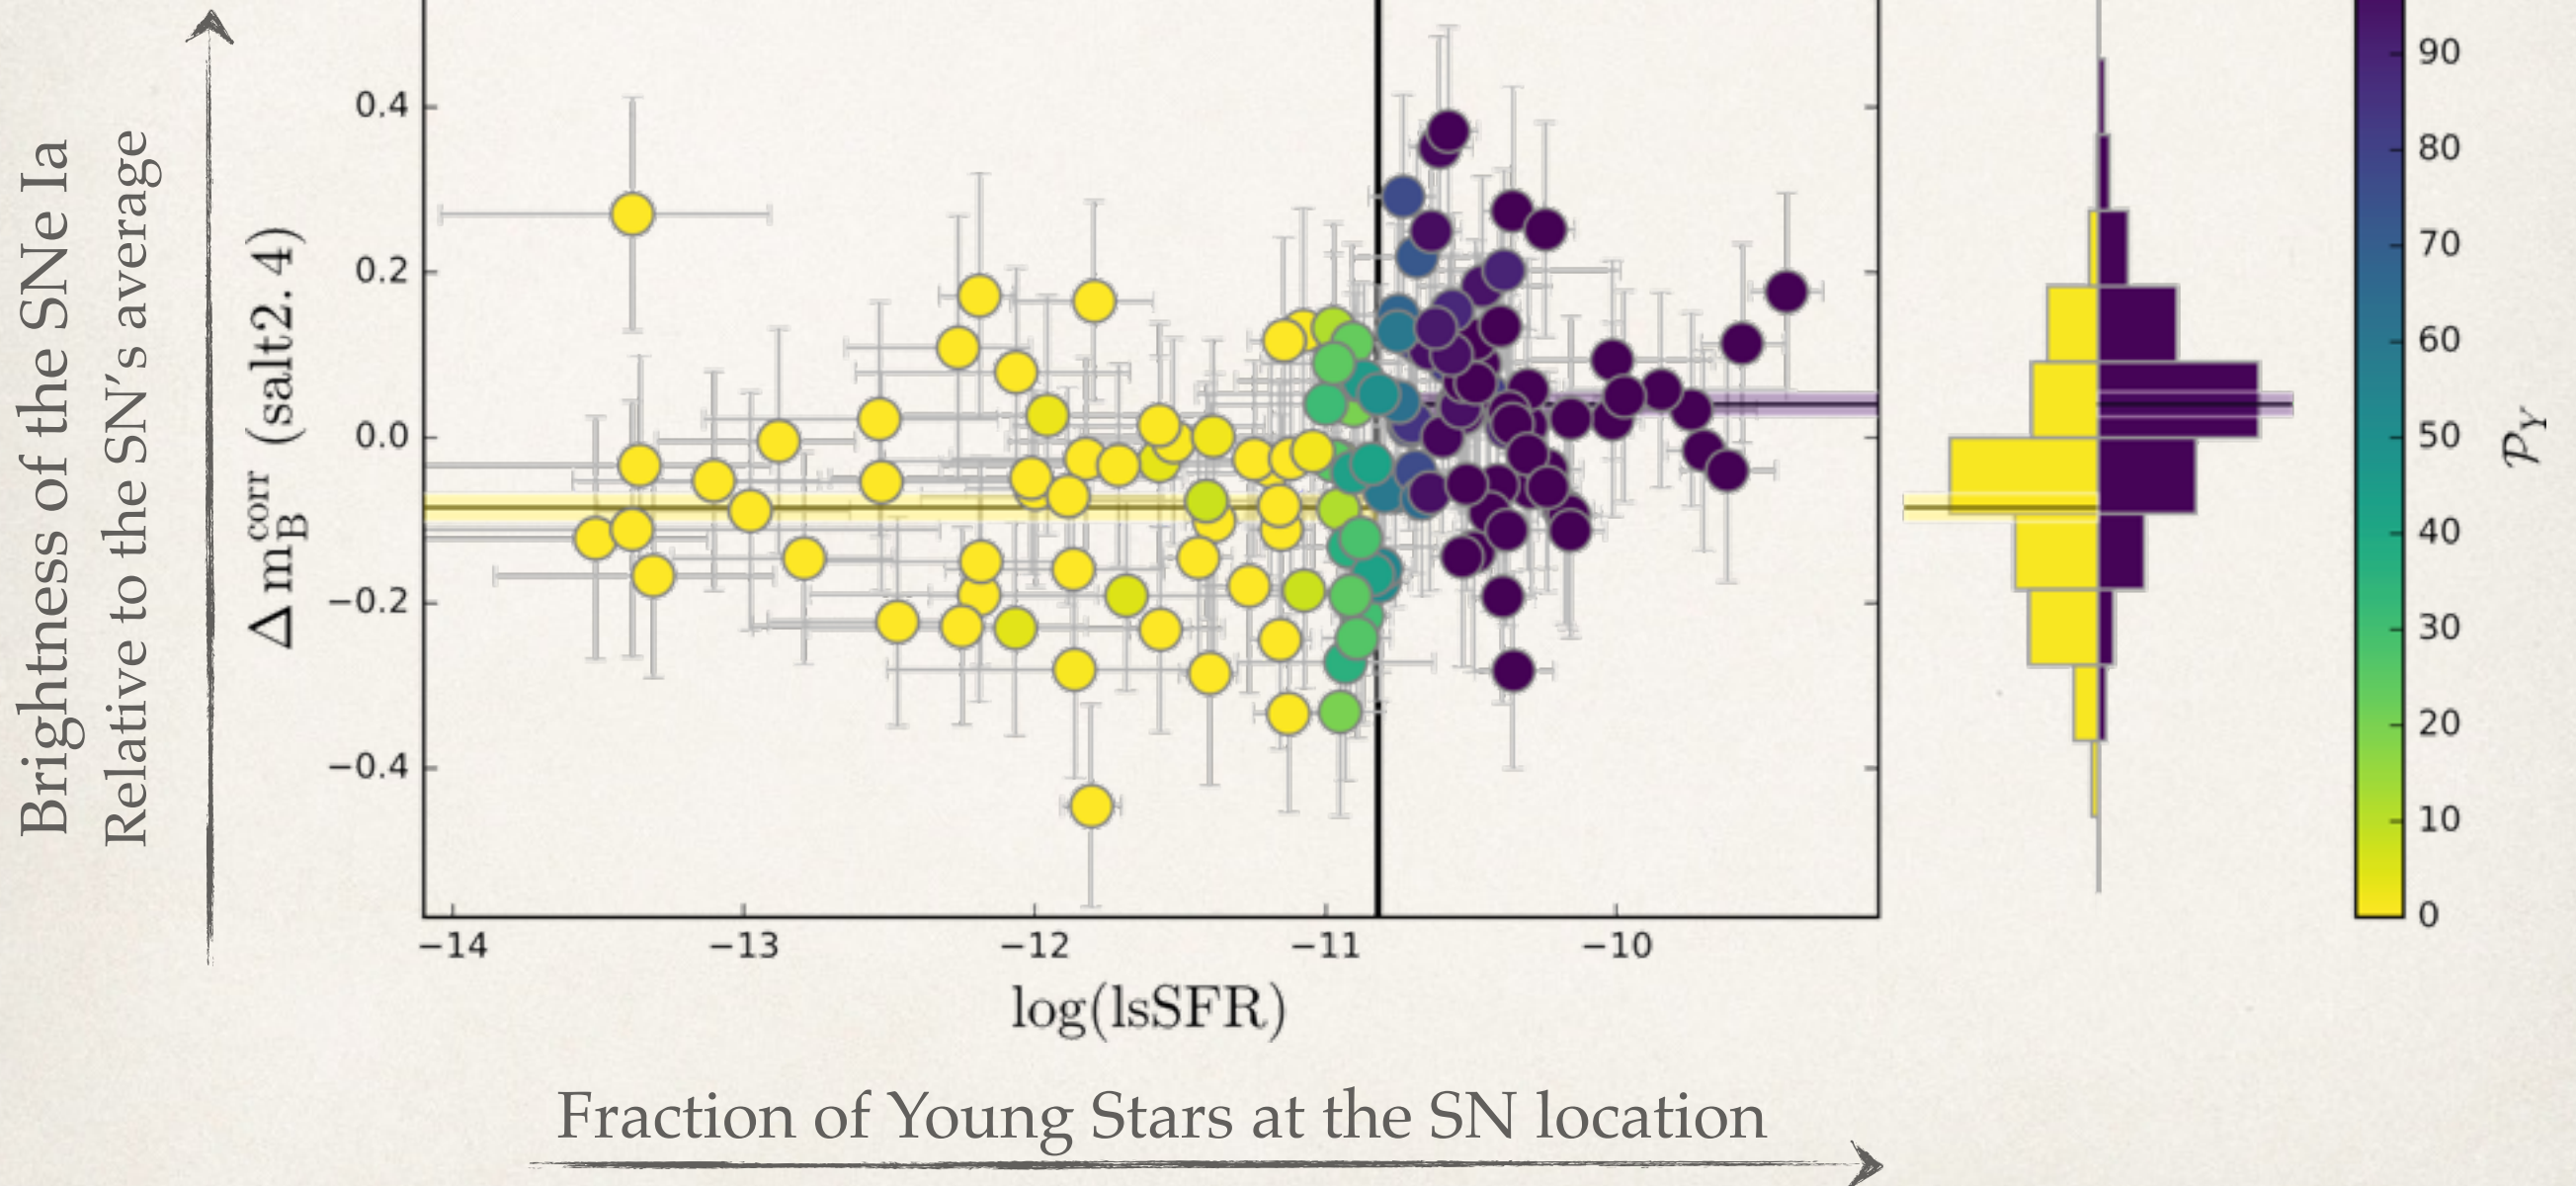 Brightness of the SNe Ia
Relative to the SN's average
Δ m_B^corr (salt2. 4)
0.4
0.2
0.0
−0.2
−0.4
−14 −13 −12 −11 −10
log(lsSFR)
Fraction of Young Stars at the SN location
90
80
70
60
50
40
30
20
10
0
𝒫_Y